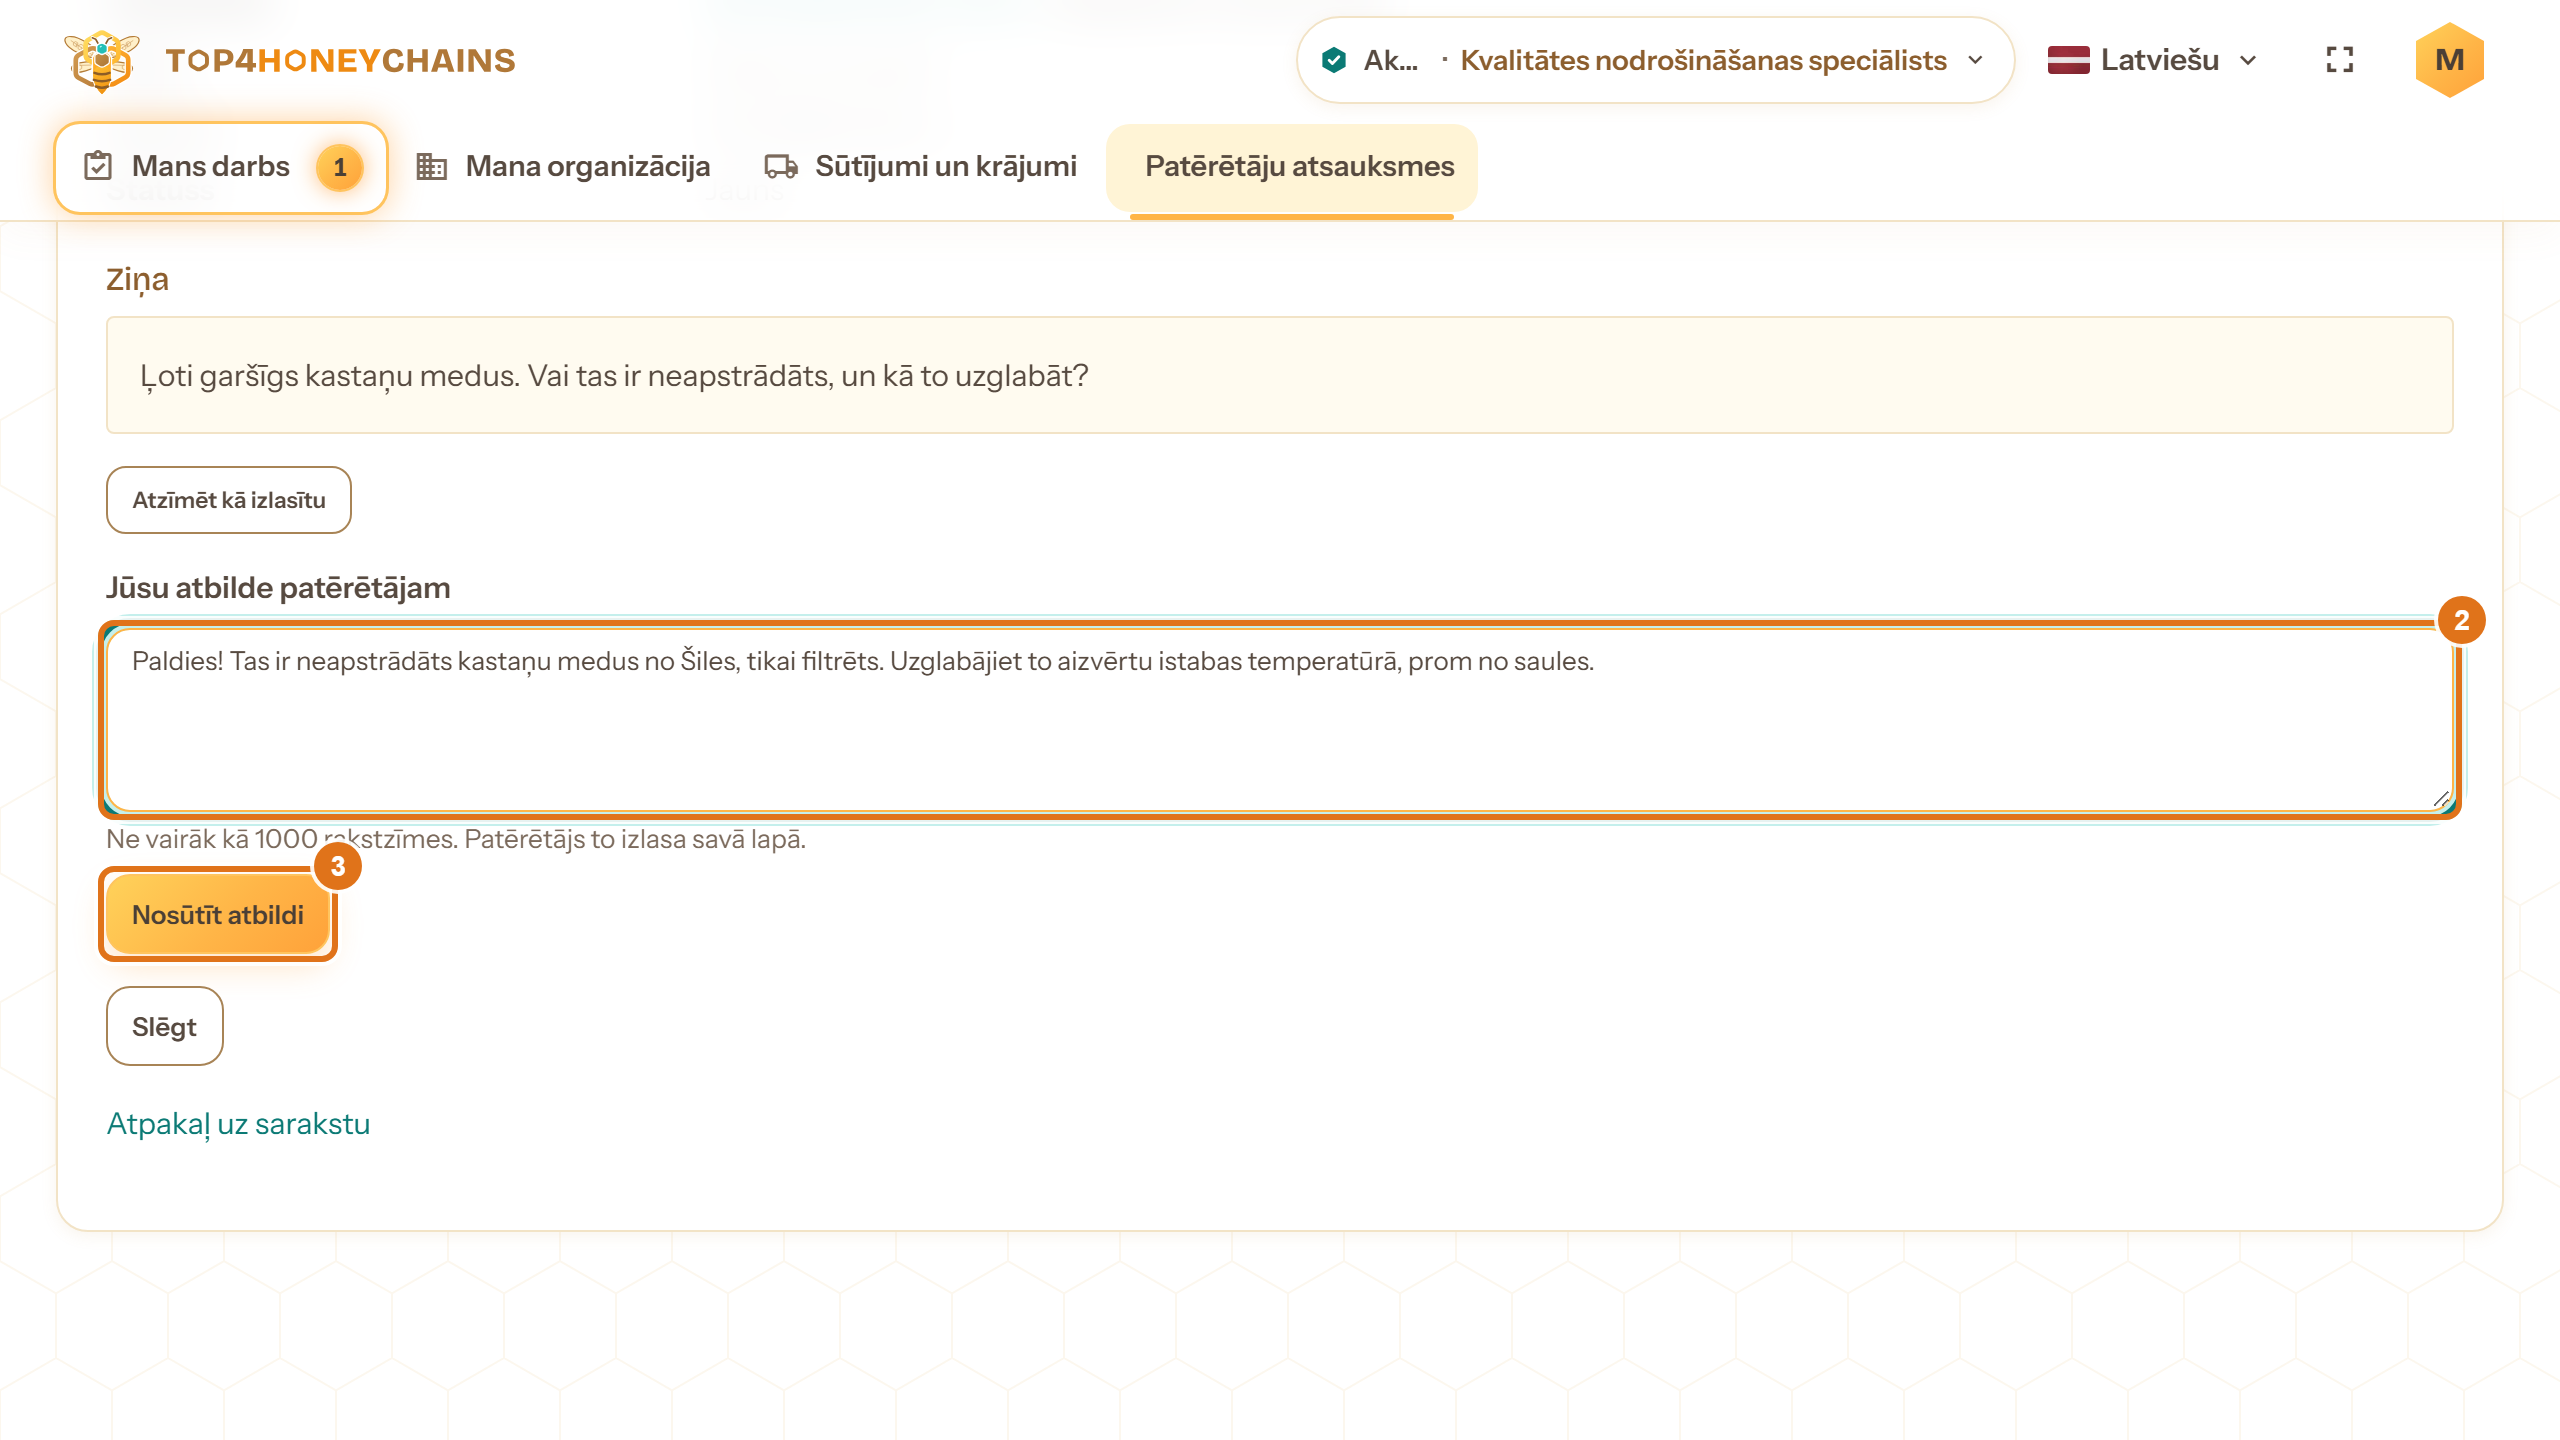 TOP4HONEYCHAINS
Ak... · Kvalitātes nodrošināšanas speciālists
Latviešu
M
Mans darbs 1
Mana organizācija
Sūtījumi un krājumi
Patērētāju atsauksmes
Statuss
Jauns
Ziņa
Ļoti garšīgs kastaņu medus. Vai tas ir neapstrādāts, un kā to uzglabāt?
Atzīmēt kā izlasītu
Jūsu atbilde patērētājam
2
Paldies! Tas ir neapstrādāts kastaņu medus no Šiles, tikai filtrēts. Uzglabājiet to aizvērtu istabas temperatūrā, prom no saules.
Ne vairāk kā 1000 rakstzīmes. Patērētājs to izlasa savā lapā.
3
Nosūtīt atbildi
Slēgt
Atpakaļ uz sarakstu